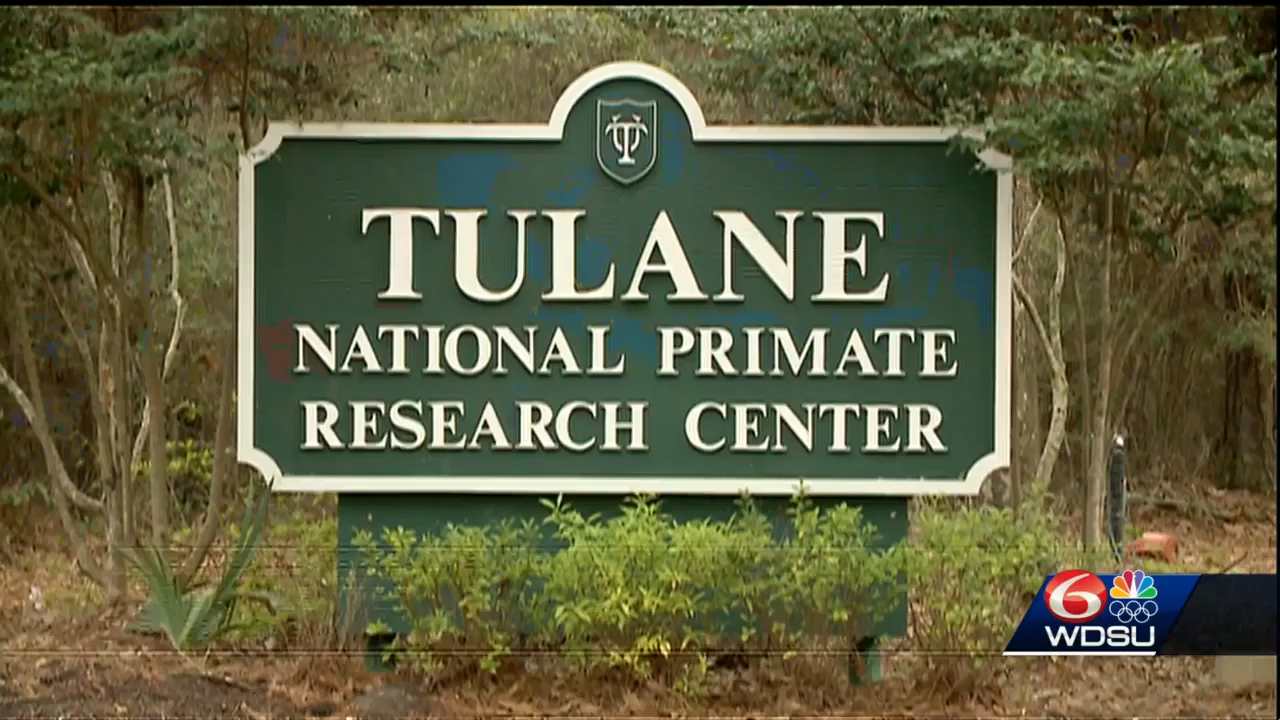 TULANE
NATIONAL PRIMATE
RESEARCH CENTER
6
WDSU